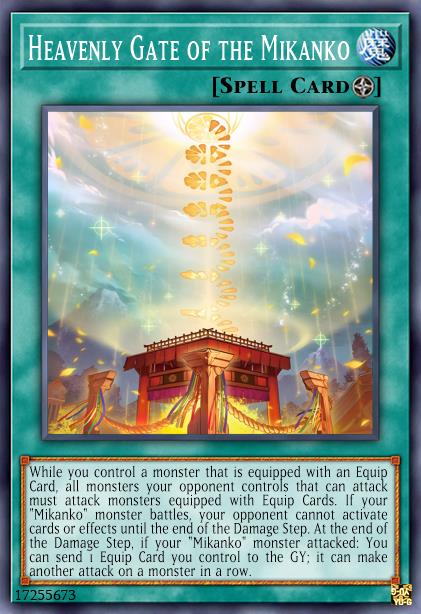 HEAVENLY GATE OF THE MIKANKO
[SPELL CARD]
While you control a monster that is equipped with an Equip
Card, all monsters your opponent controls that can attack
must attack monsters equipped with Equip Cards. If your
"Mikanko" monster battles, your opponent cannot activate
cards or effects until the end of the Damage Step. At the end of
the Damage Step, if your "Mikanko" monster attacked: You
can send 1 Equip Card you control to the GY; it can make
another attack on a monster in a row.
17255673